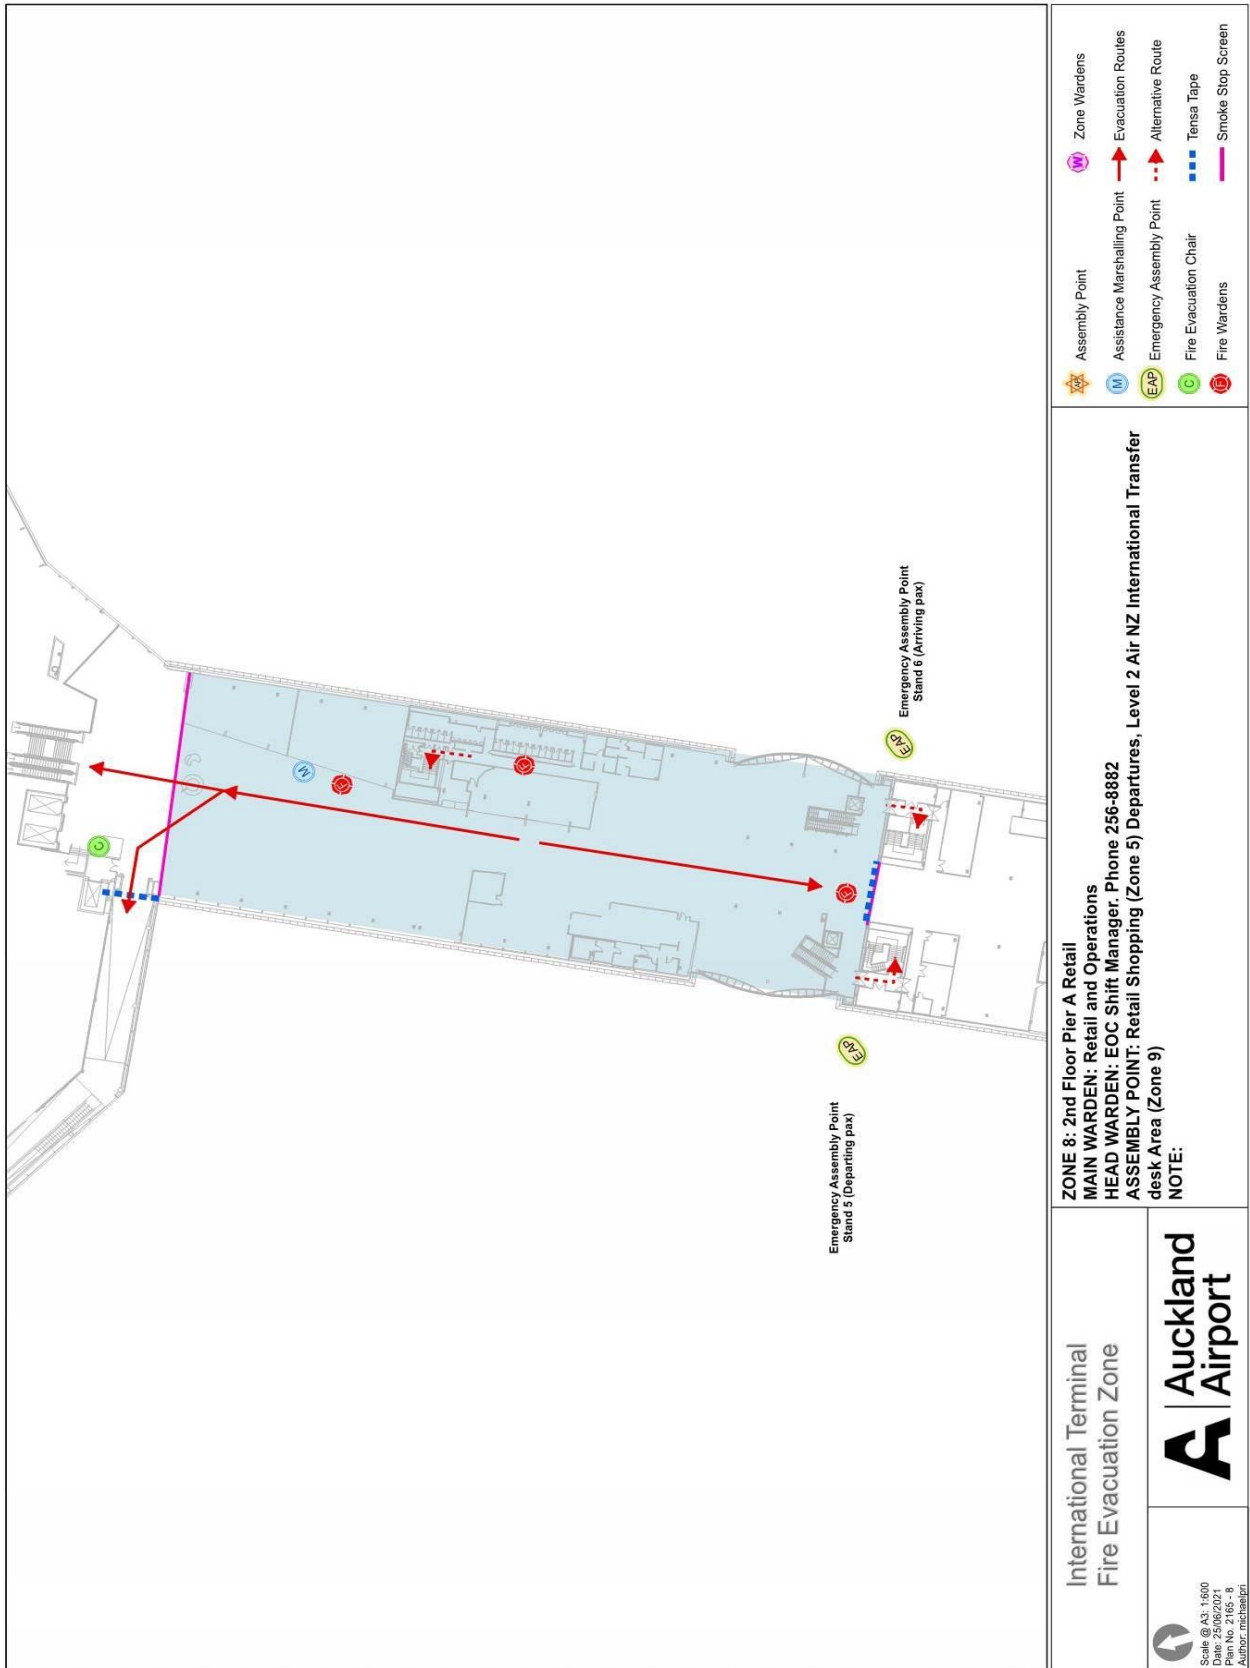 Emergency Assembly Point
Stand 5 (Departing pax)
Emergency Assembly Point
Stand 6 (Arriving pax)
EAP
EAP
C
M
F
F
F
International Terminal
Fire Evacuation Zone
Scale @ A3: 1:600
Date: 25/06/2021
Plan No. 2165 - 8
Author: michaelpri
A | Auckland
Airport
ZONE 8: 2nd Floor Pier A Retail
MAIN WARDEN: Retail and Operations
HEAD WARDEN: EOC Shift Manager. Phone 256-8882
ASSEMBLY POINT: Retail Shopping (Zone 5) Departures, Level 2 Air NZ International Transfer
desk Area (Zone 9)
NOTE:
AP Assembly Point
M Assistance Marshalling Point
EAP Emergency Assembly Point
C Fire Evacuation Chair
F Fire Wardens
W Zone Wardens
Evacuation Routes
Alternative Route
Tensa Tape
Smoke Stop Screen